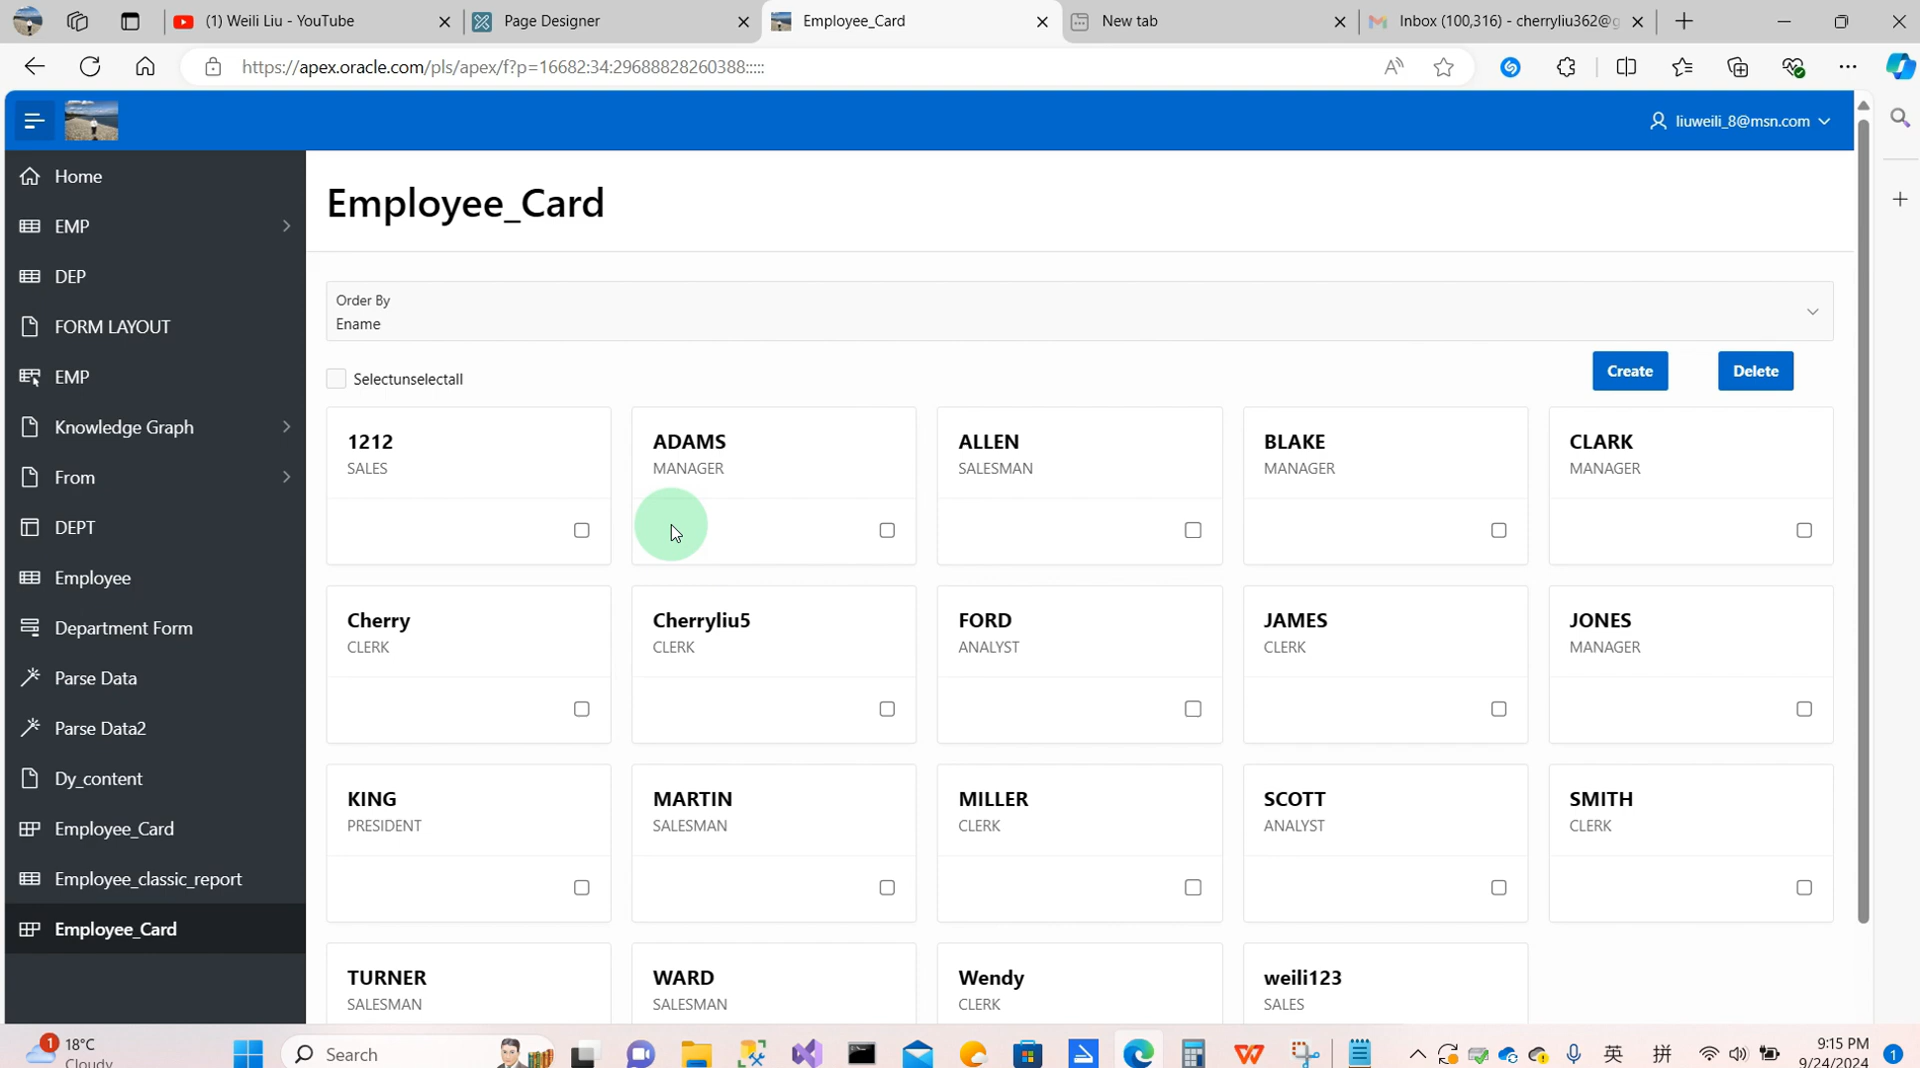 (1) Weili Liu - YouTube
Page Designer
Employee_Card
New tab
Inbox (100,316) - cherryliu362@g
https://apex.oracle.com/pls/apex/f?p=16682:34:29688828260388:::::
liuweili_8@msn.com
Home
EMP
DEP
FORM LAYOUT
EMP
Knowledge Graph
From
DEPT
Employee
Department Form
Parse Data
Parse Data2
Dy_content
Employee_Card
Employee_classic_report
Employee_Card
Employee_Card
Order By
Ename
Selectunselectall
Create
Delete
1212
SALES
ADAMS
MANAGER
ALLEN
SALESMAN
BLAKE
MANAGER
CLARK
MANAGER
Cherry
CLERK
Cherryliu5
CLERK
FORD
ANALYST
JAMES
CLERK
JONES
MANAGER
KING
PRESIDENT
MARTIN
SALESMAN
MILLER
CLERK
SCOTT
ANALYST
SMITH
CLERK
TURNER
SALESMAN
WARD
SALESMAN
Wendy
CLERK
weili123
SALES
1
18°C
Cloudy
Search
英
拼
9:15 PM
9/24/2024
1